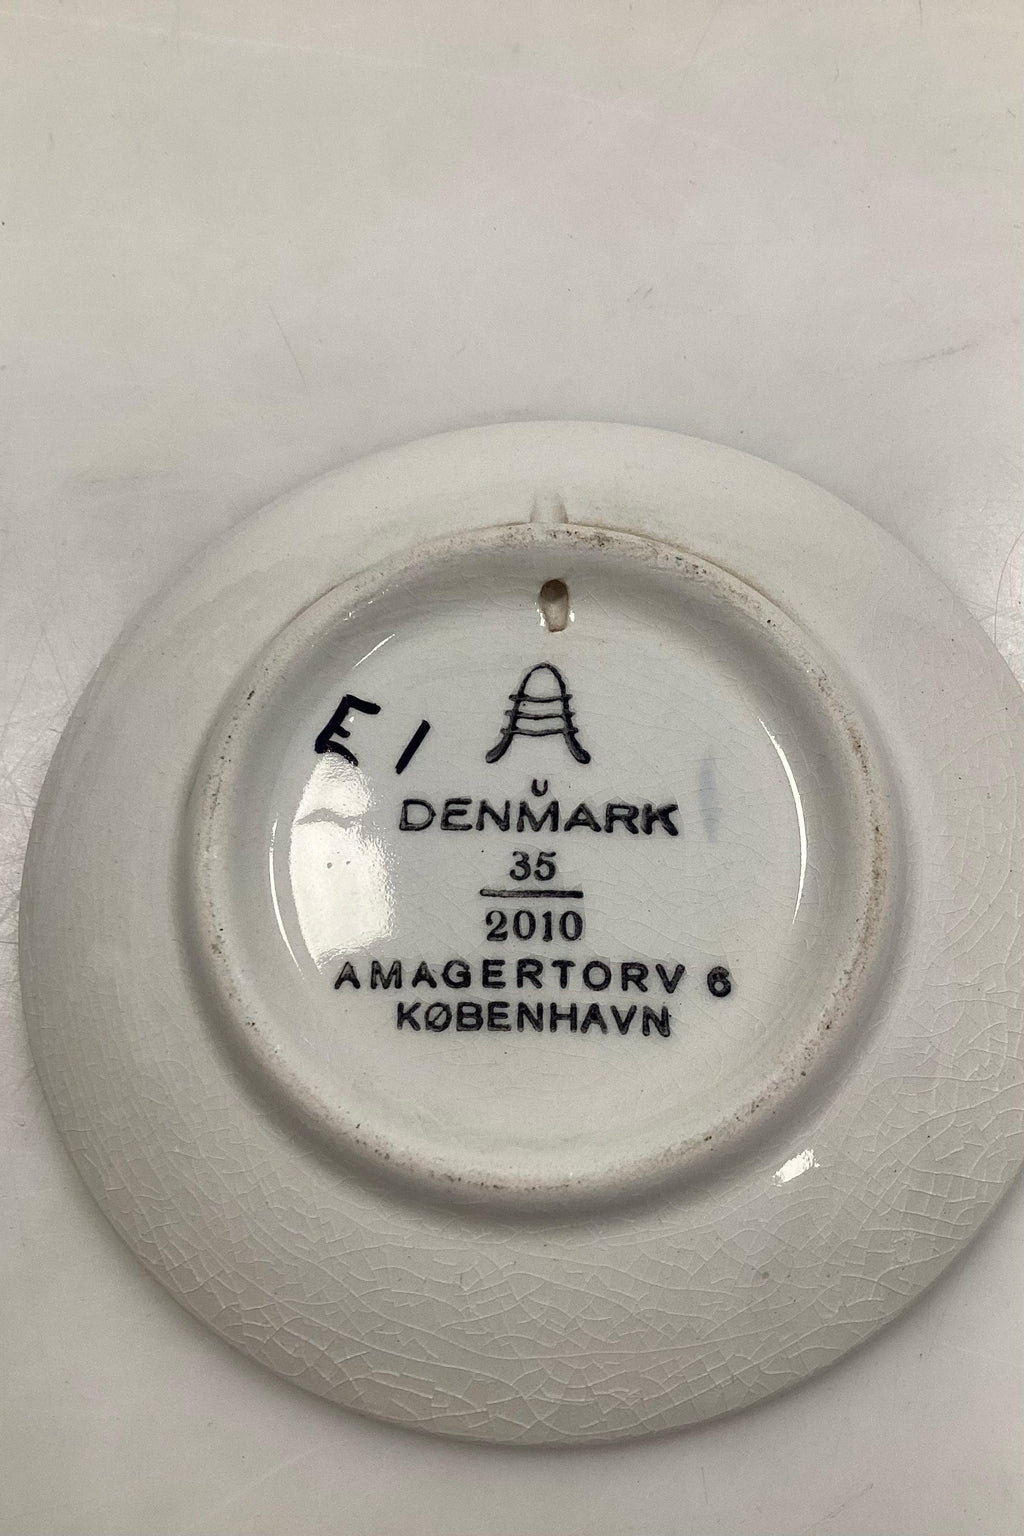 E1
A
U
DENMARK
35
2010
AMAGERTORV 6
KØBENHAVN